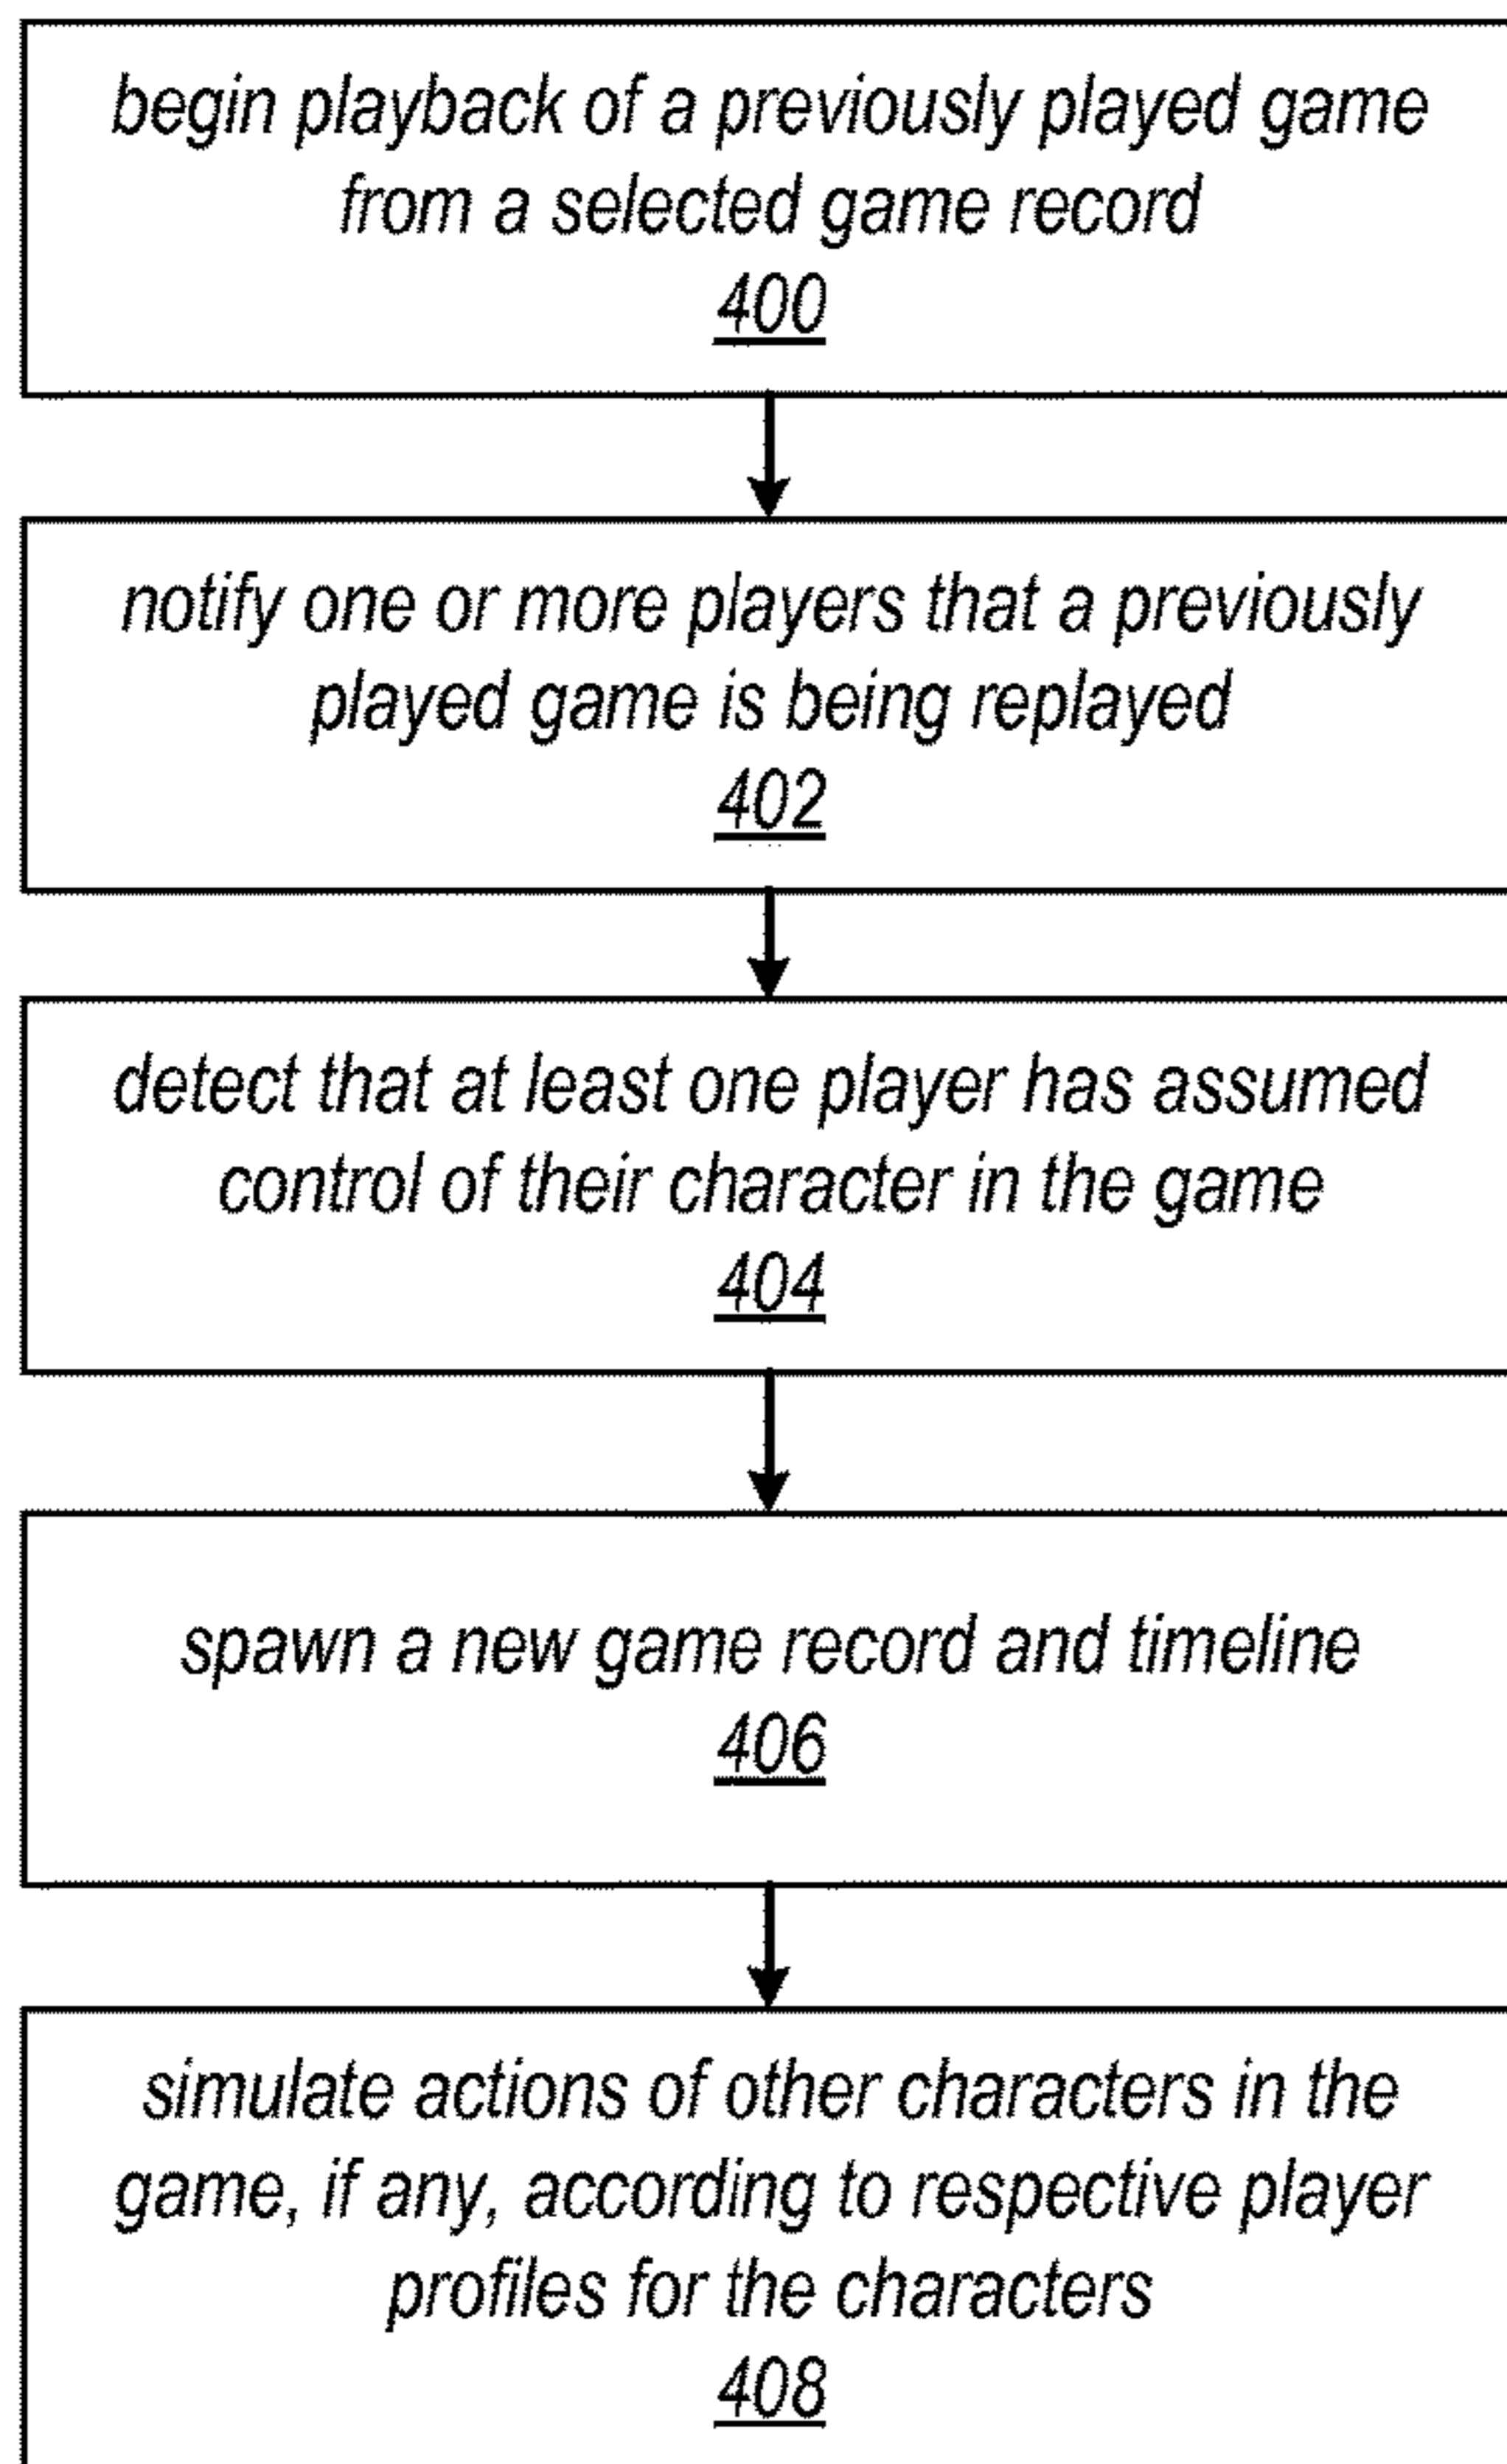 begin playback of a previously played game
from a selected game record
400
notify one or more players that a previously
played game is being replayed
402
detect that at least one player has assumed
control of their character in the game
404
spawn a new game record and timeline
406
simulate actions of other characters in the
game, if any, according to respective player
profiles for the characters
408